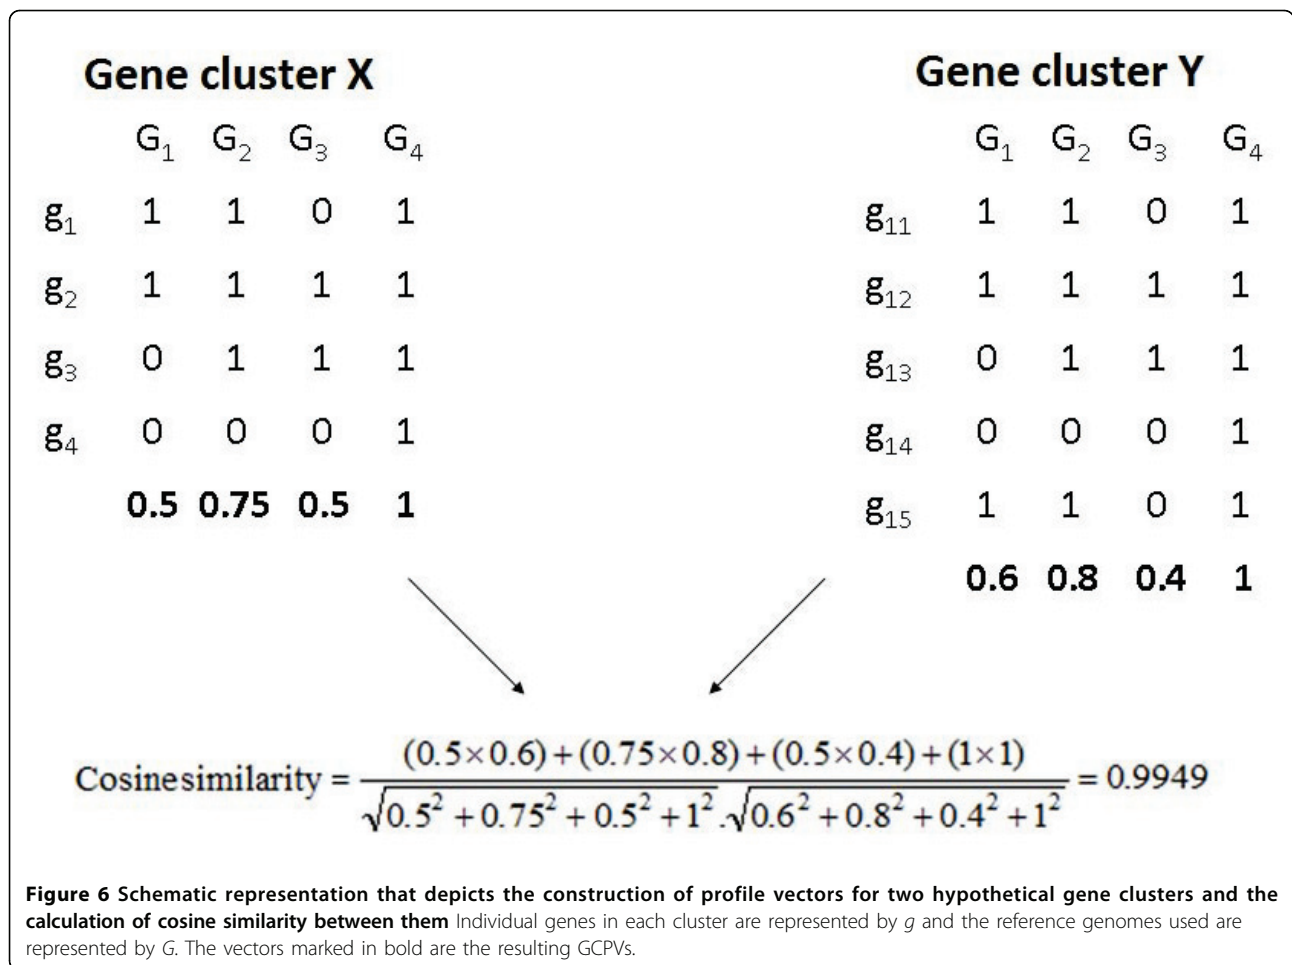 Gene cluster X
G1 G2 G3 G4
g1 1 1 0 1
g2 1 1 1 1
g3 0 1 1 1
g4 0 0 0 1
0.5 0.75 0.5 1
Gene cluster Y
G1 G2 G3 G4
g11 1 1 0 1
g12 1 1 1 1
g13 0 1 1 1
g14 0 0 0 1
g15 1 1 0 1
0.6 0.8 0.4 1
Cosine similarity = (0.5×0.6)+(0.75×0.8)+(0.5×0.4)+(1×1) / √0.5²+0.75²+0.5²+1² . √0.6²+0.8²+0.4²+1² = 0.9949
Figure 6 Schematic representation that depicts the construction of profile vectors for two hypothetical gene clusters and the
calculation of cosine similarity between them Individual genes in each cluster are represented by g and the reference genomes used are
represented by G. The vectors marked in bold are the resulting GCPVs.